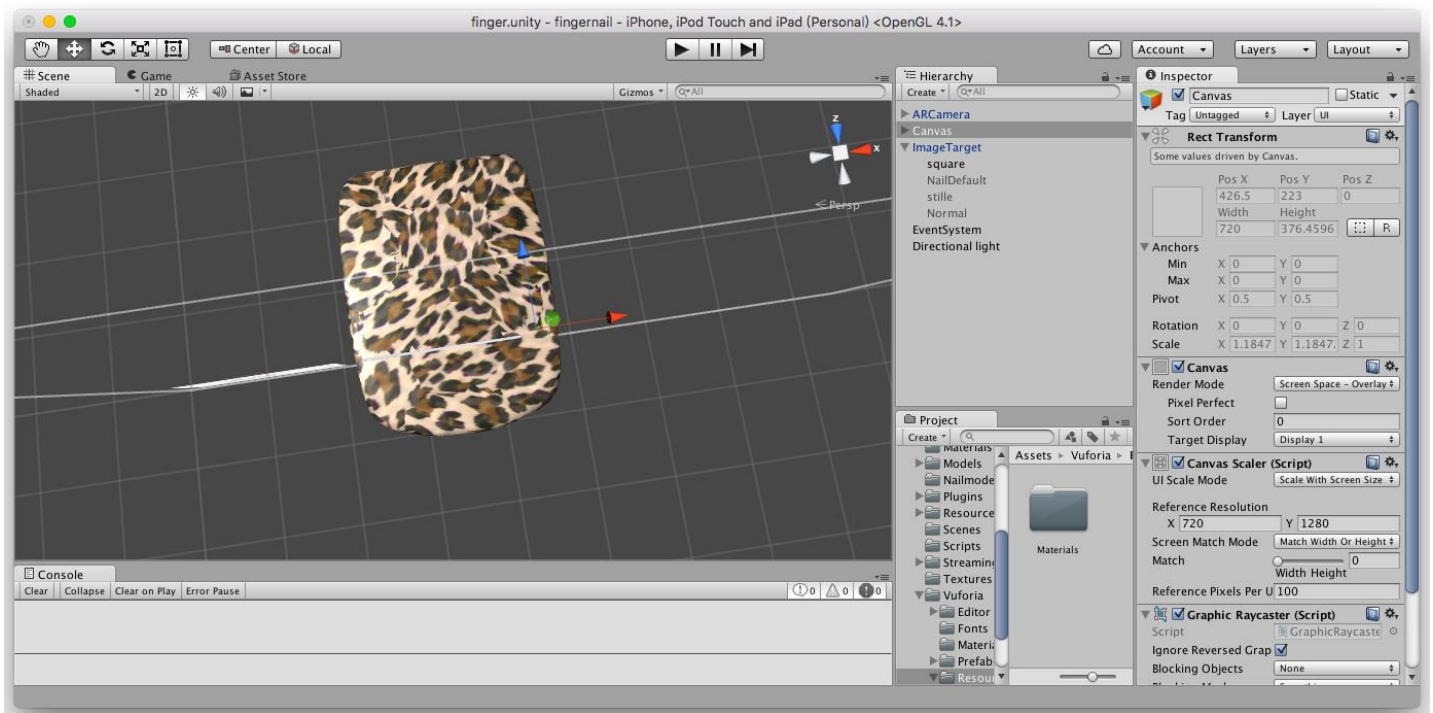 finger.unity - fingernail - iPhone, iPod Touch and iPad (Personal) <OpenGL 4.1>
Center Local Account Layers Layout
Scene Game Asset Store
Shaded 2D Gizmos All
z
x
Persp
Console
Clear Collapse Clear on Play Error Pause 0 0 0
Hierarchy
Create All
ARCamera
Canvas
ImageTarget
square
NailDefault
stille
Normal
EventSystem
Directional light
Project
Create
Materials
Models
Nailmode
Plugins
Resource
Scenes
Scripts
Streaming
Textures
Vuforia
Editor
Fonts
Materia
Prefab
Resour
Assets Vuforia
Materials
Inspector
Canvas Static
Tag Untagged Layer UI
Rect Transform
Some values driven by Canvas.
Pos X Pos Y Pos Z
426.5 223 0
Width Height
720 376.4596 R
Anchors
Min X 0 Y 0
Max X 0 Y 0
Pivot X 0.5 Y 0.5
Rotation X 0 Y 0 Z 0
Scale X 1.1847 Y 1.1847. Z 1
Canvas
Render Mode Screen Space - Overlay
Pixel Perfect
Sort Order 0
Target Display Display 1
Canvas Scaler (Script)
UI Scale Mode Scale With Screen Size
Reference Resolution
X 720 Y 1280
Screen Match Mode Match Width Or Height
Match 0
Width Height
Reference Pixels Per U 100
Graphic Raycaster (Script)
Script GraphicRaycaste
Ignore Reversed Grap
Blocking Objects None